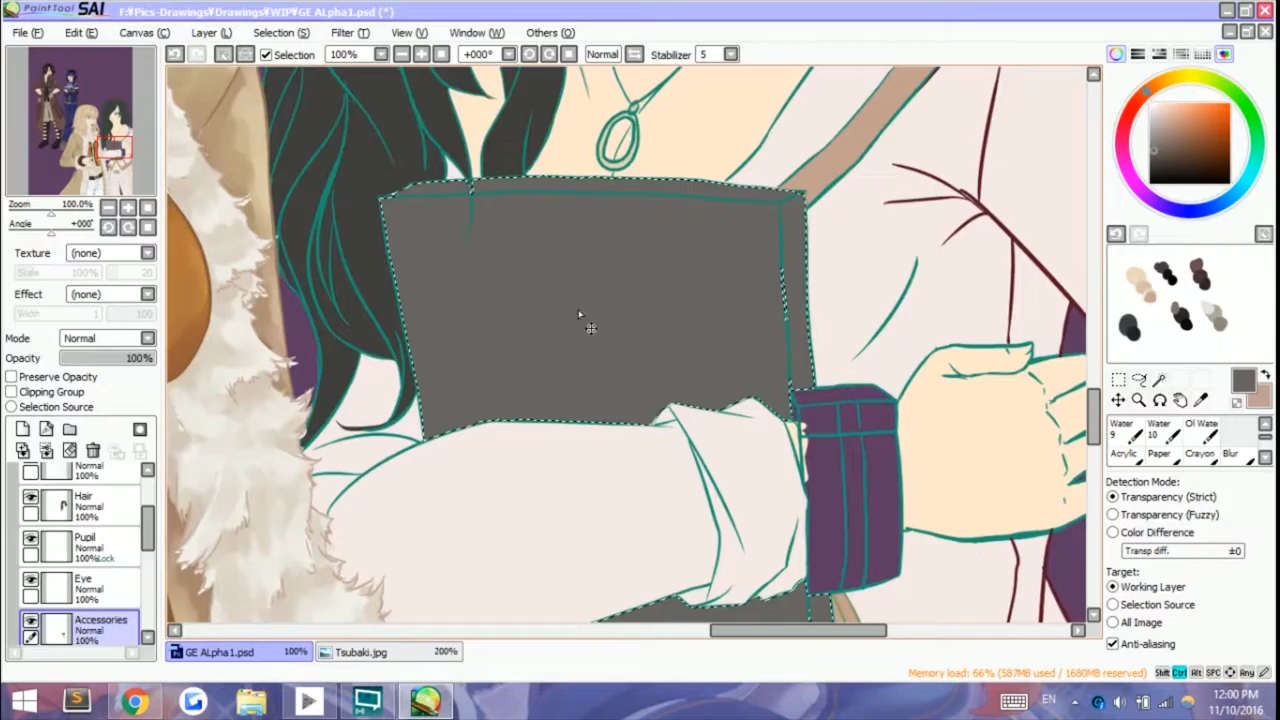 PaintTool SAI F:¥Pics-Drawings¥Drawings¥WIP¥GE ALpha1.psd (*)
File (F) Edit (E) Canvas (C) Layer (L) Selection (S) Filter (T) View (V) Window (W) Others (O)
Selection 100% +000° Normal Stabilizer 5
Zoom 100.0%
Angle +000°
Texture (none)
Scale 100% 20
Effect (none)
Width 1 100
Mode Normal
Opacity 100%
Preserve Opacity
Clipping Group
Selection Source
Normal
100%
Hair
Normal
100%
Pupil
Normal
100% Lock
Eye
Normal
100%
Accessories
Normal
100%
Water 9
Water 10
Ol Water
Acrylic Paper Crayon Blur
Detection Mode:
Transparency (Strict)
Transparency (Fuzzy)
Color Difference
Transp diff. ±0
Target:
Working Layer
Selection Source
All Image
Anti-aliasing
GE ALpha1.psd 100% Tsubaki.jpg 200%
Memory load: 66% (587MB used / 1680MB reserved) Shift Ctrl Alt SPC Any
EN 12:00 PM
11/10/2016